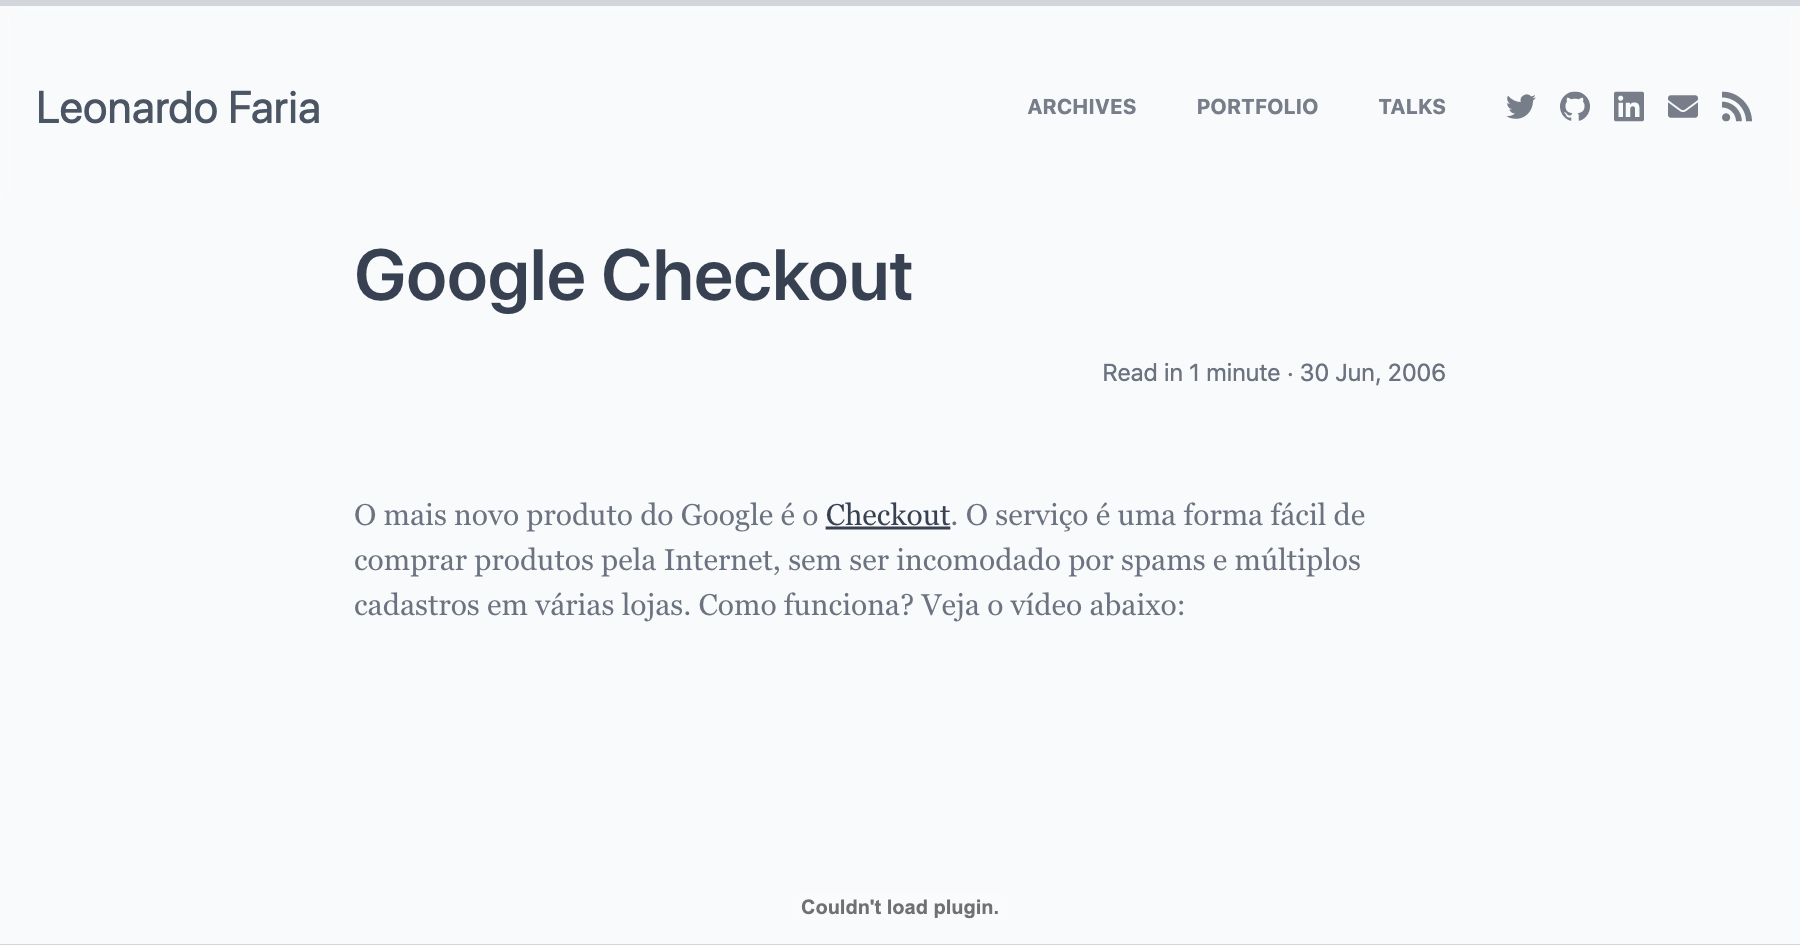 Leonardo Faria
ARCHIVES PORTFOLIO TALKS
Google Checkout
Read in 1 minute · 30 Jun, 2006
O mais novo produto do Google é o Checkout. O serviço é uma forma fácil de
comprar produtos pela Internet, sem ser incomodado por spams e múltiplos
cadastros em várias lojas. Como funciona? Veja o vídeo abaixo:
Couldn't load plugin.